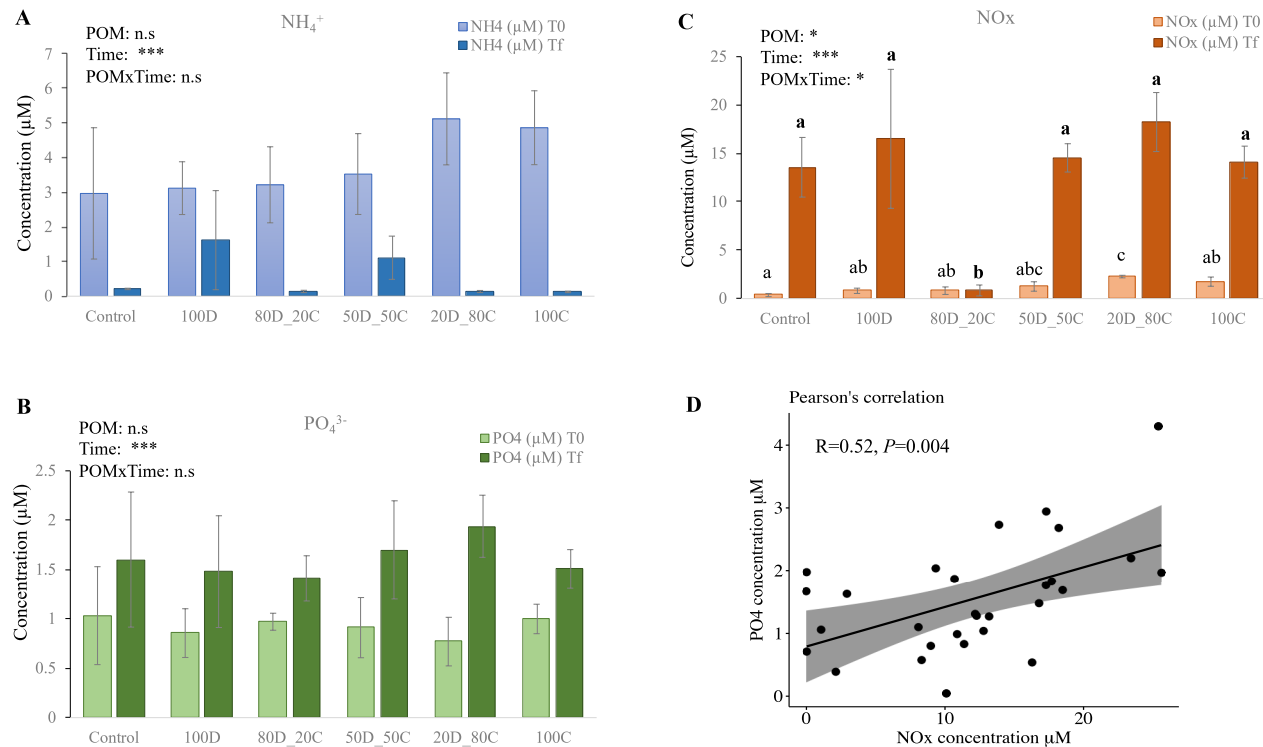 A
NH₄⁺
POM: n.s
Time: ***
POMxTime: n.s
NH4 (µM) T0
NH4 (µM) Tf
Concentration (µM)
7
6
5
4
3
2
1
0
Control 100D 80D_20C 50D_50C 20D_80C 100C
B
PO₄³⁻
POM: n.s
Time: ***
POMxTime: n.s
PO4 (µM) T0
PO4 (µM) Tf
Concentration (µM)
2.5
2
1.5
1
0.5
0
Control 100D 80D_20C 50D_50C 20D_80C 100C
C
NOx
POM: *
Time: ***
POMxTime: *
NOx (µM) T0
NOx (µM) Tf
Concentration (µM)
25
20
15
10
5
0
a a ab a ab b abc a c a ab a
Control 100D 80D_20C 50D_50C 20D_80C 100C
D
Pearson's correlation
R=0.52, P=0.004
PO4 concentration µM
4
3
2
1
0
0 10 20
NOx concentration µM